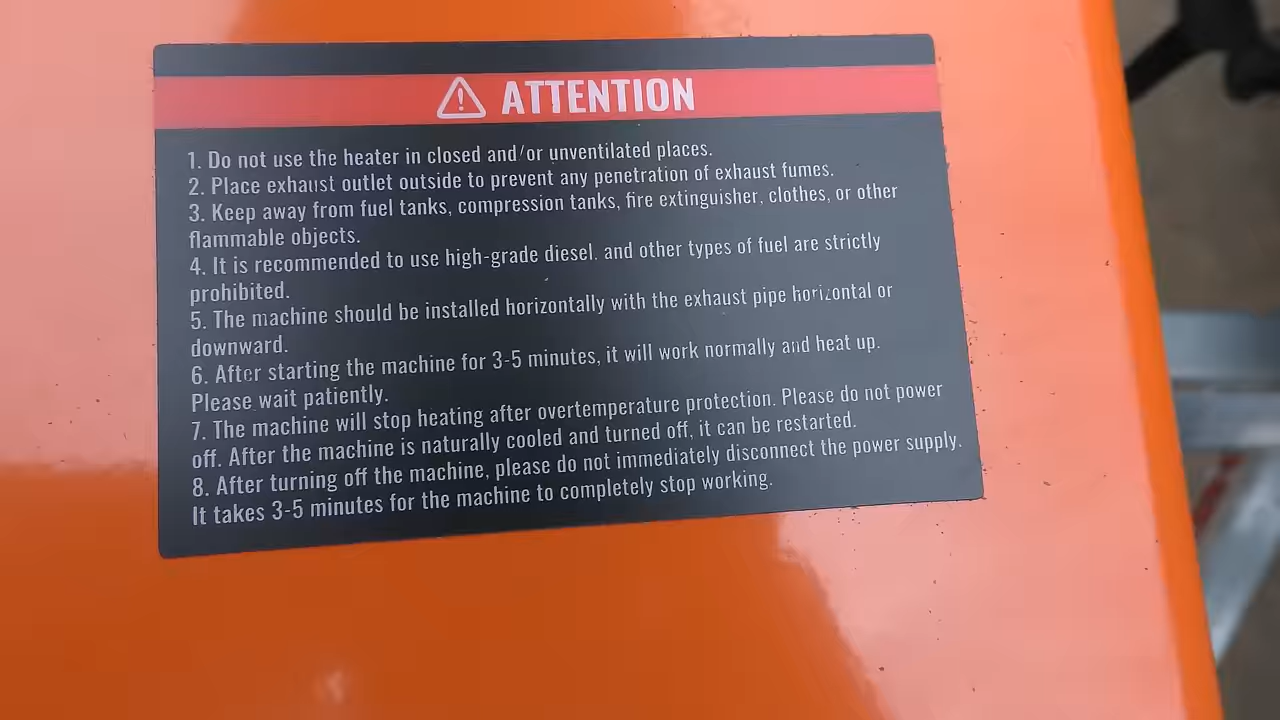 ATTENTION
1. Do not use the heater in closed and/or unventilated places.
2. Place exhaust outlet outside to prevent any penetration of exhaust fumes.
3. Keep away from fuel tanks, compression tanks, fire extinguisher, clothes, or other
flammable objects.
4. It is recommended to use high-grade diesel. and other types of fuel are strictly
prohibited.
5. The machine should be installed horizontally with the exhaust pipe horizontal or
downward.
6. After starting the machine for 3-5 minutes, it will work normally and heat up.
Please wait patiently.
7. The machine will stop heating after overtemperature protection. Please do not power
off. After the machine is naturally cooled and turned off, it can be restarted.
8. After turning off the machine, please do not immediately disconnect the power supply.
It takes 3-5 minutes for the machine to completely stop working.